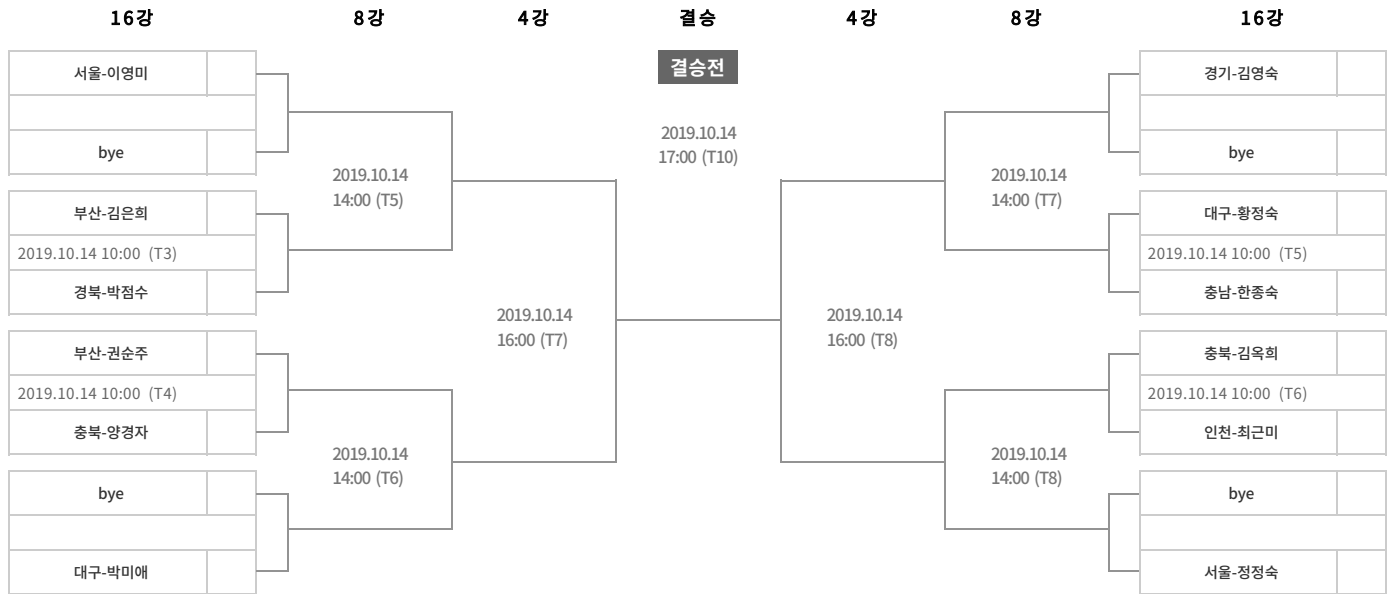 16강
8강
4강
결승
4강
8강
16강
서울-이영미
bye
부산-김은희
2019.10.14 10:00 (T3)
경북-박점수
부산-권순주
2019.10.14 10:00 (T4)
충북-양경자
bye
대구-박미애
2019.10.14
14:00 (T5)
2019.10.14
14:00 (T6)
2019.10.14
16:00 (T7)
결승전
2019.10.14
17:00 (T10)
2019.10.14
16:00 (T8)
2019.10.14
14:00 (T7)
2019.10.14
14:00 (T8)
경기-김영숙
bye
대구-황정숙
2019.10.14 10:00 (T5)
충남-한종숙
충북-김옥희
2019.10.14 10:00 (T6)
인천-최근미
bye
서울-정정숙